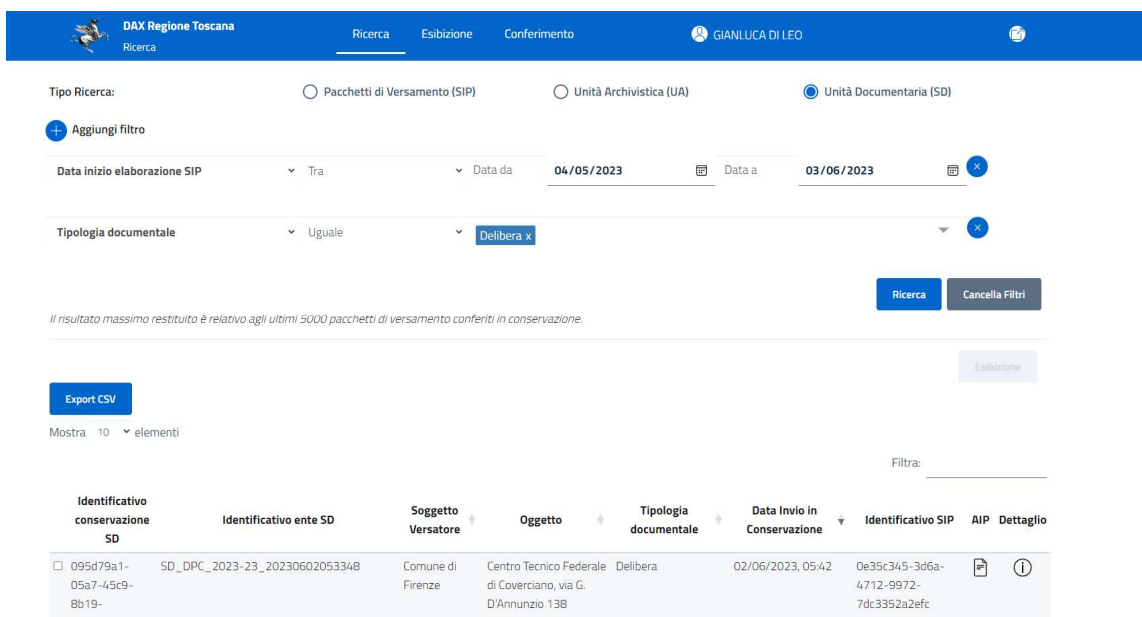 DAX Regione Toscana
Ricerca
Ricerca Esibizione Conferimento GIANLUCA DI LEO
Tipo Ricerca: Pacchetti di Versamento (SIP) Unità Archivistica (UA) Unità Documentaria (SD)
Aggiungi filtro
Data inizio elaborazione SIP Tra Data da 04/05/2023 Data a 03/06/2023
Tipologia documentale Uguale Delibera x
Ricerca Cancella Filtri
Il risultato massimo restituito è relativo agli ultimi 5000 pacchetti di versamento conferiti in conservazione.
Esibizione
Export CSV
Mostra 10 elementi
Filtra:
Identificativo conservazione SD Identificativo ente SD Soggetto Versatore Oggetto Tipologia documentale Data Invio in Conservazione Identificativo SIP AIP Dettaglio
095d79a1- SD_DPC_2023-23_20230602053348 Comune di Centro Tecnico Federale Delibera 02/06/2023, 05:42 0e35c345-3d6a-
05a7-45c9- Firenze di Coverciano, via G. 4712-9972-
8b19- D'Annunzio 138 7dc3352a2efc